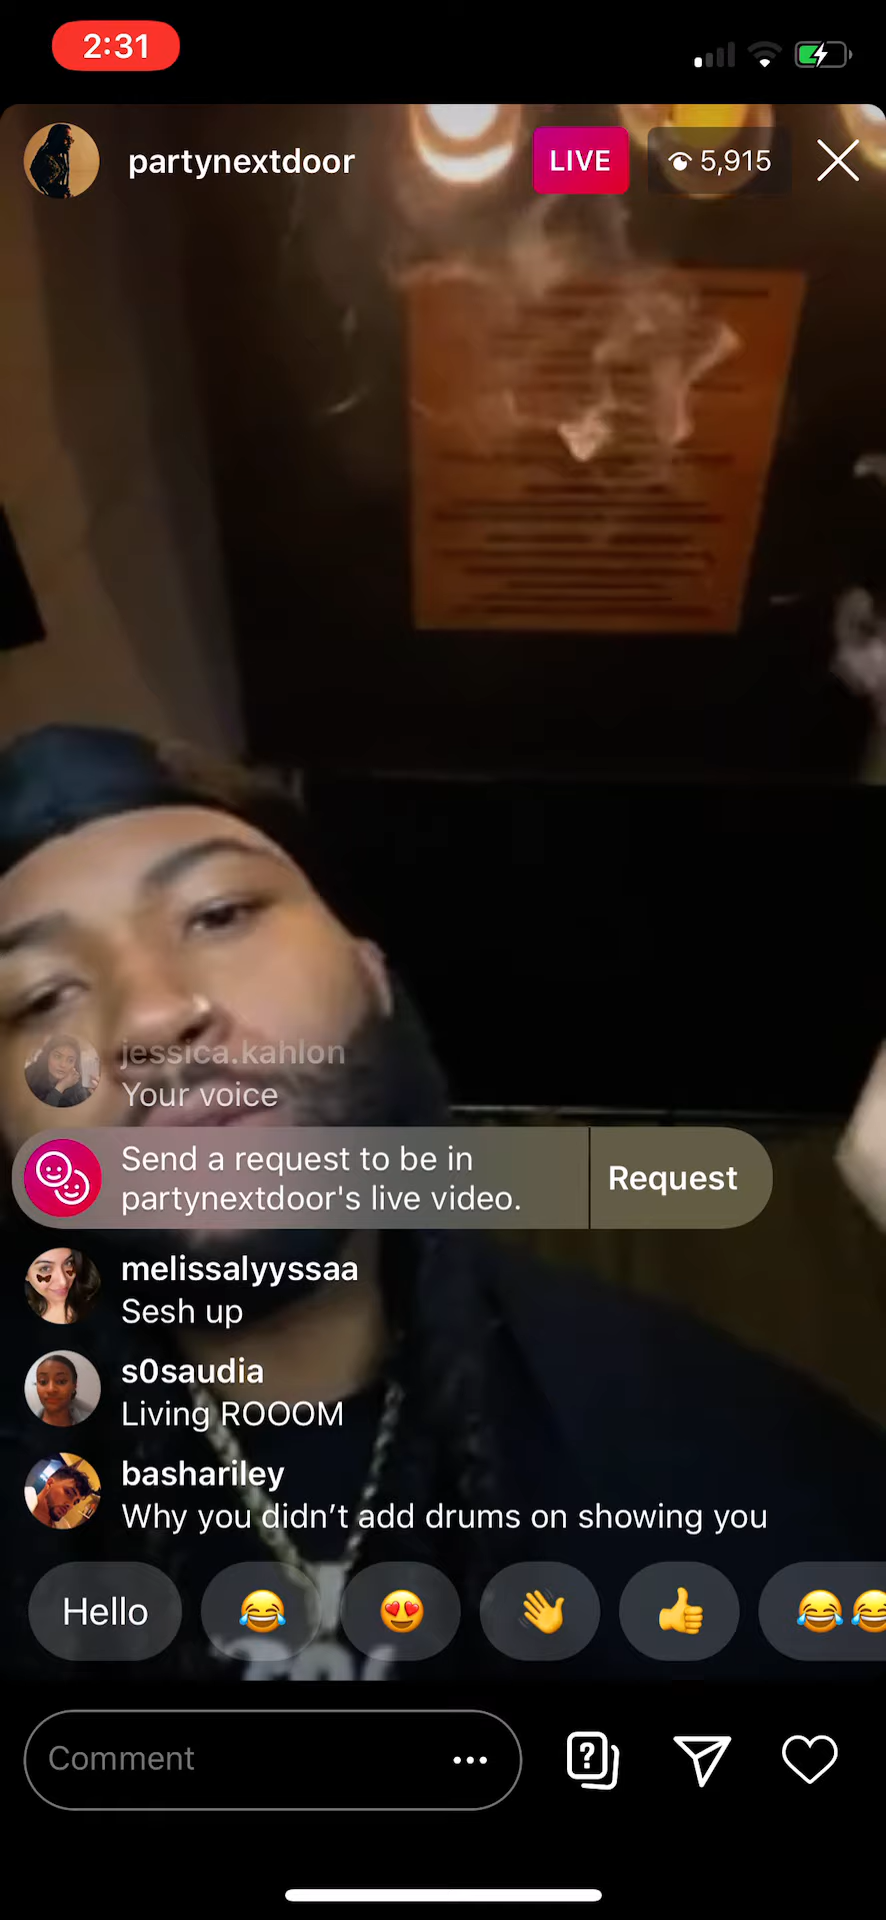 2:31
partynextdoor
LIVE
5,915
jessica.kahlon
Your voice
Send a request to be in
partynextdoor's live video.
Request
melissalyyssaa
Sesh up
s0saudia
Living ROOOM
bashariley
Why you didn’t add drums on showing you
Hello
Comment